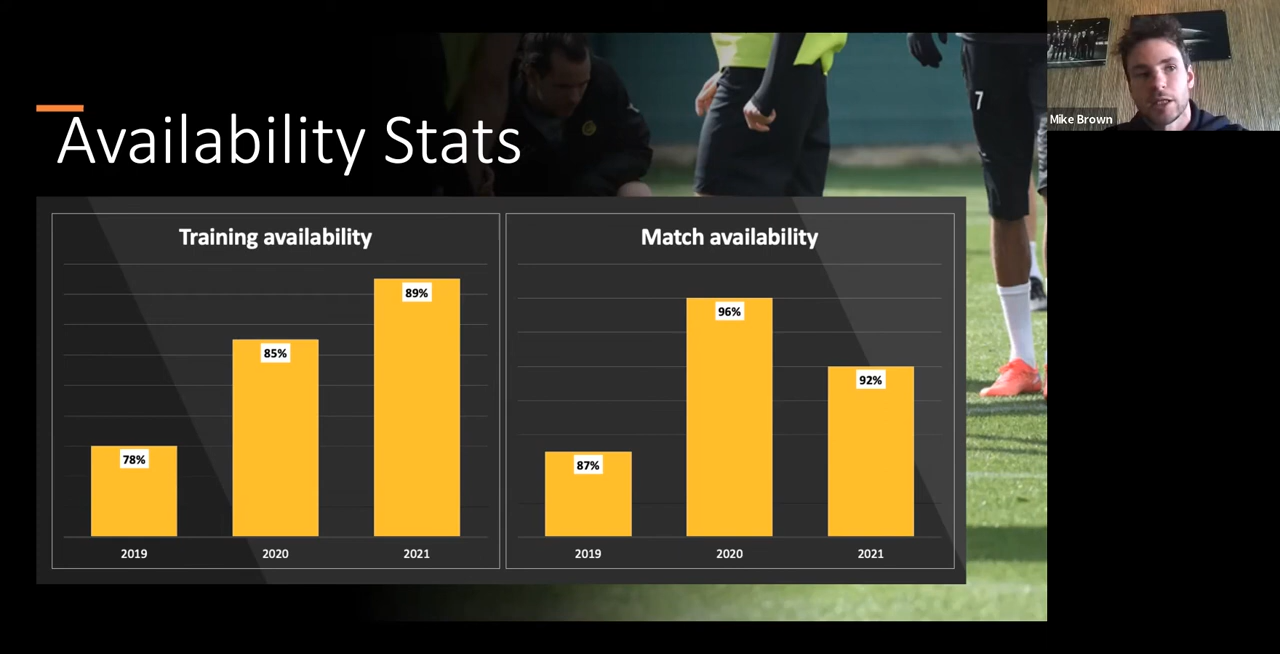 Availability Stats
Training availability
89%
85%
78%
2019 2020 2021
Match availability
96%
92%
87%
2019 2020 2021
7
Mike Brown